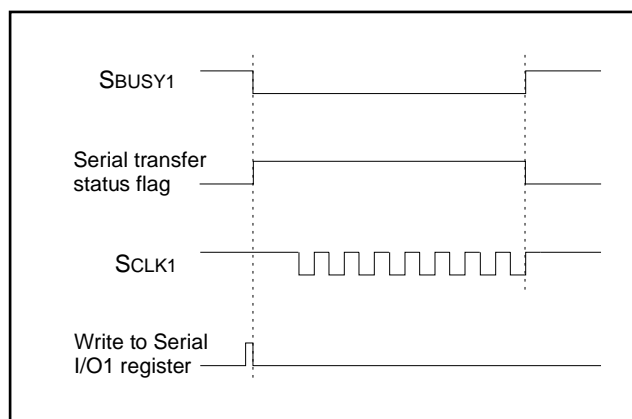 SBUSY1
Serial transfer
status flag
SCLK1
Write to Serial
I/O1 register